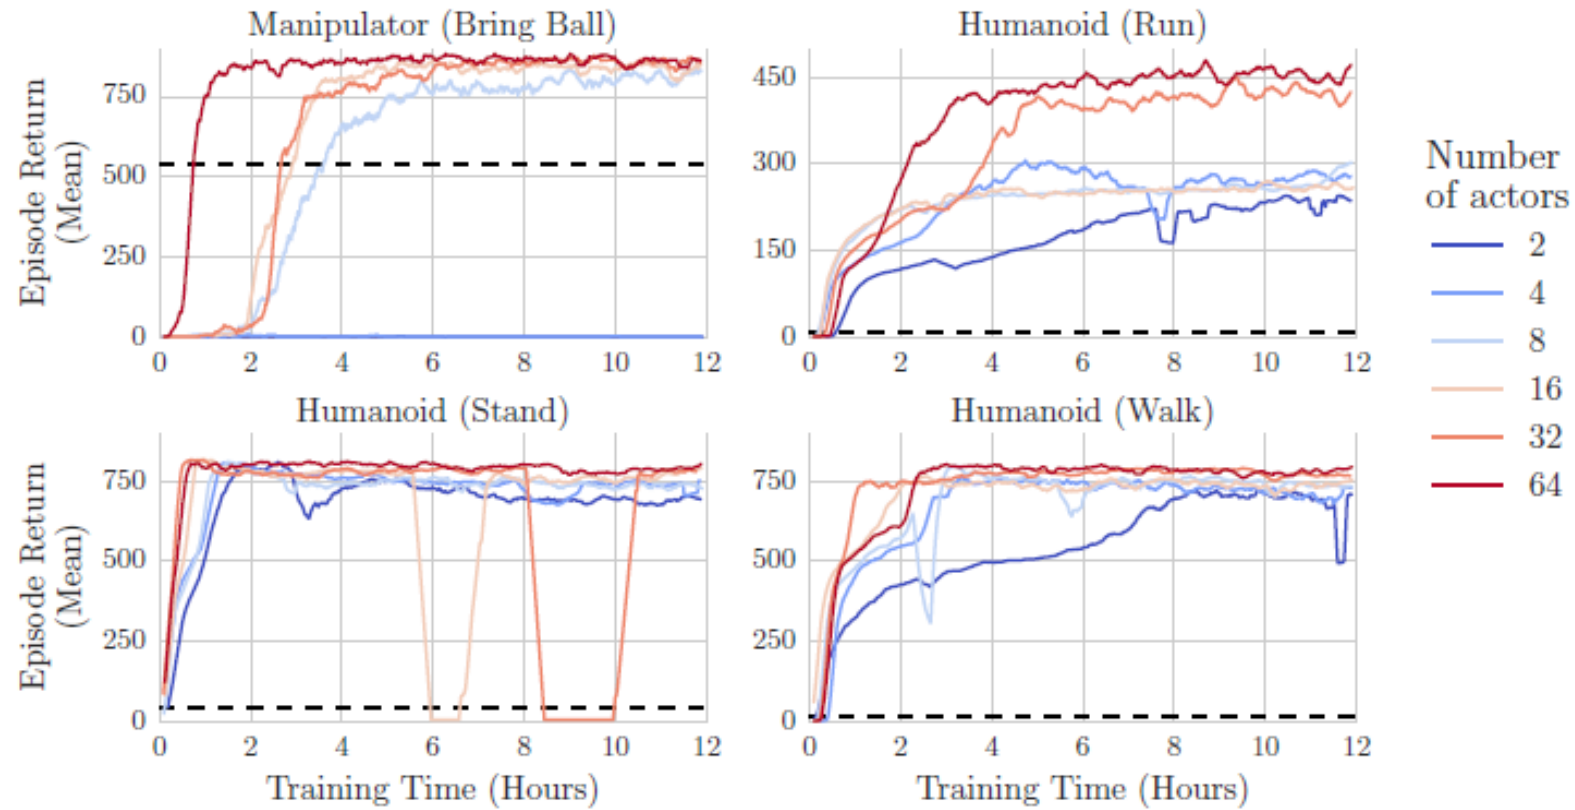 Manipulator (Bring Ball)
Episode Return
(Mean)
750
500
250
0
0 2 4 6 8 10 12
Humanoid (Run)
450
300
150
0
0 2 4 6 8 10 12
Humanoid (Stand)
Episode Return
(Mean)
750
500
250
0
0 2 4 6 8 10 12
Training Time (Hours)
Humanoid (Walk)
750
500
250
0
0 2 4 6 8 10 12
Training Time (Hours)
Number
of actors
2
4
8
16
32
64